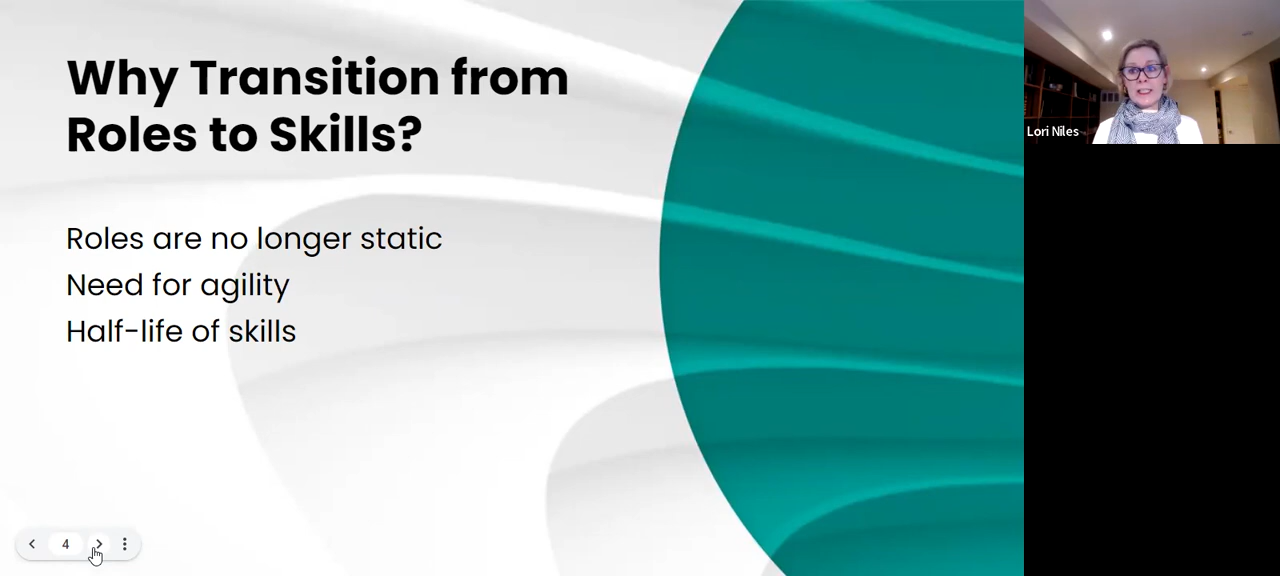 Why Transition from
Roles to Skills?
Roles are no longer static
Need for agility
Half-life of skills
Lori Niles
4